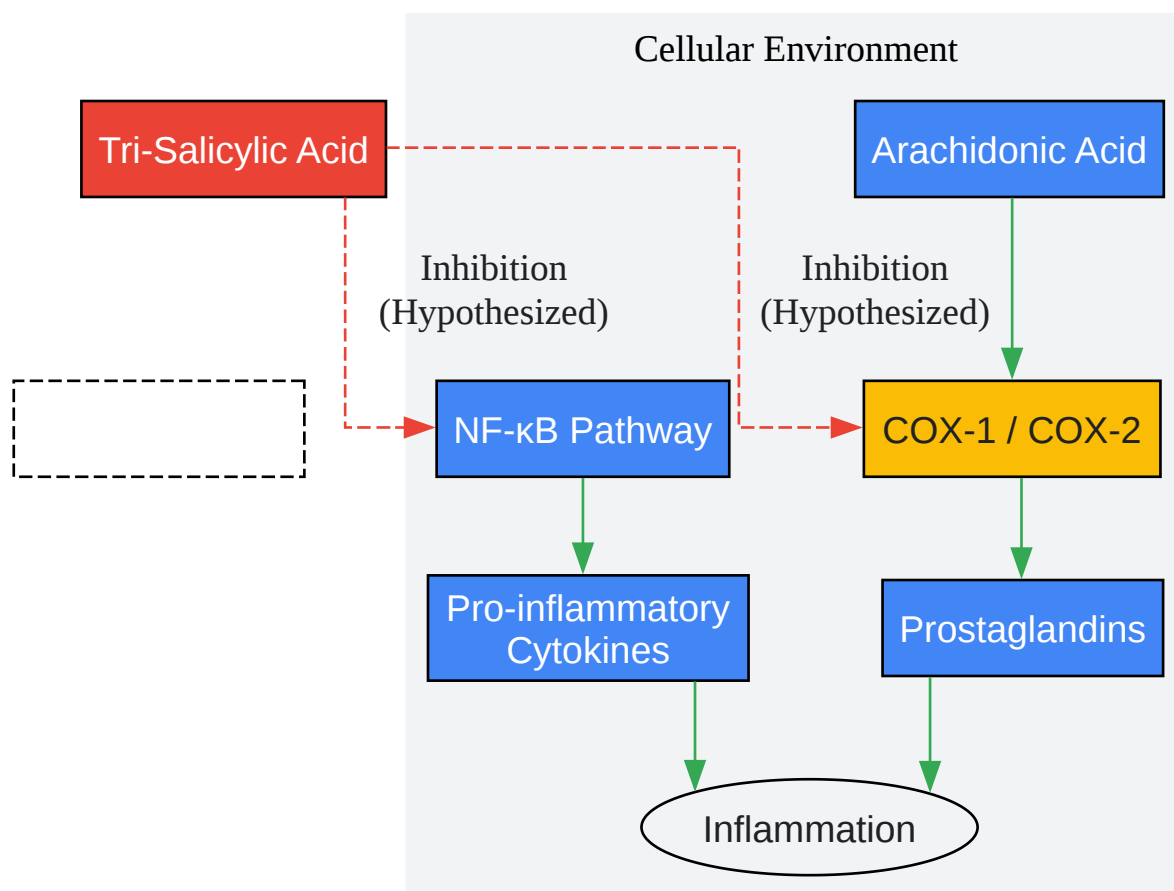 Cellular Environment
Tri-Salicylic Acid
Arachidonic Acid
Inhibition
(Hypothesized)
Inhibition
(Hypothesized)
NF-κB Pathway
COX-1 / COX-2
Pro-inflammatory
Cytokines
Prostaglandins
Inflammation